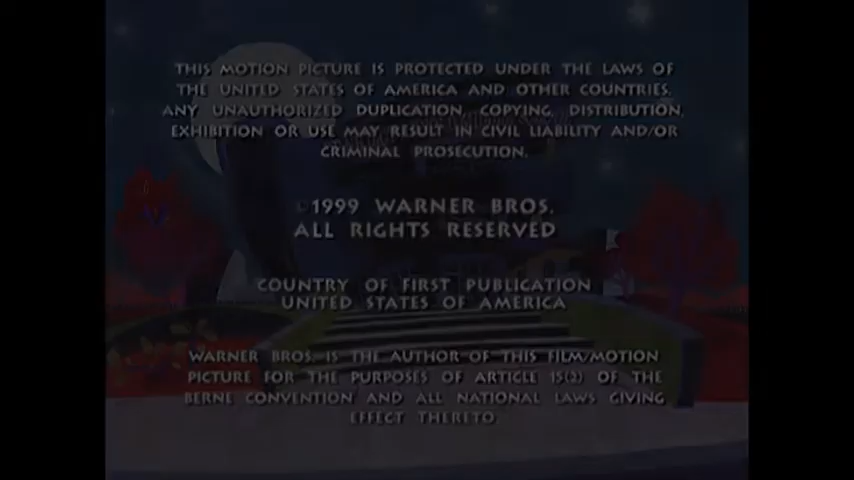 THIS MOTION PICTURE IS PROTECTED UNDER THE LAWS OF
THE UNITED STATES OF AMERICA AND OTHER COUNTRIES.
ANY UNAUTHORIZED DUPLICATION, COPYING, DISTRIBUTION,
EXHIBITION OR USE MAY RESULT IN CIVIL LIABILITY AND/OR
CRIMINAL PROSECUTION.
©1999 WARNER BROS.
ALL RIGHTS RESERVED
COUNTRY OF FIRST PUBLICATION
UNITED STATES OF AMERICA
WARNER BROS. IS THE AUTHOR OF THIS FILM/MOTION
PICTURE FOR THE PURPOSES OF ARTICLE 15(2) OF THE
BERNE CONVENTION AND ALL NATIONAL LAWS GIVING
EFFECT THERETO